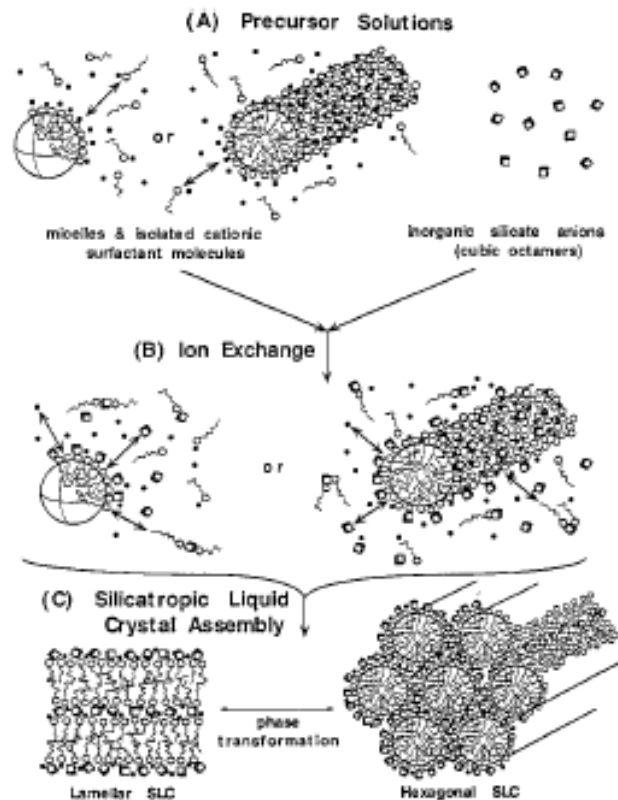 (A) Precursor Solutions
or
micelles & isolated cationic
surfactant molecules
inorganic silicate anions
(cubic octamers)
(B) Ion Exchange
or
(C) Silicatropic Liquid
Crystal Assembly
phase
transformation
Lamellar SLC
Hexagonal SLC